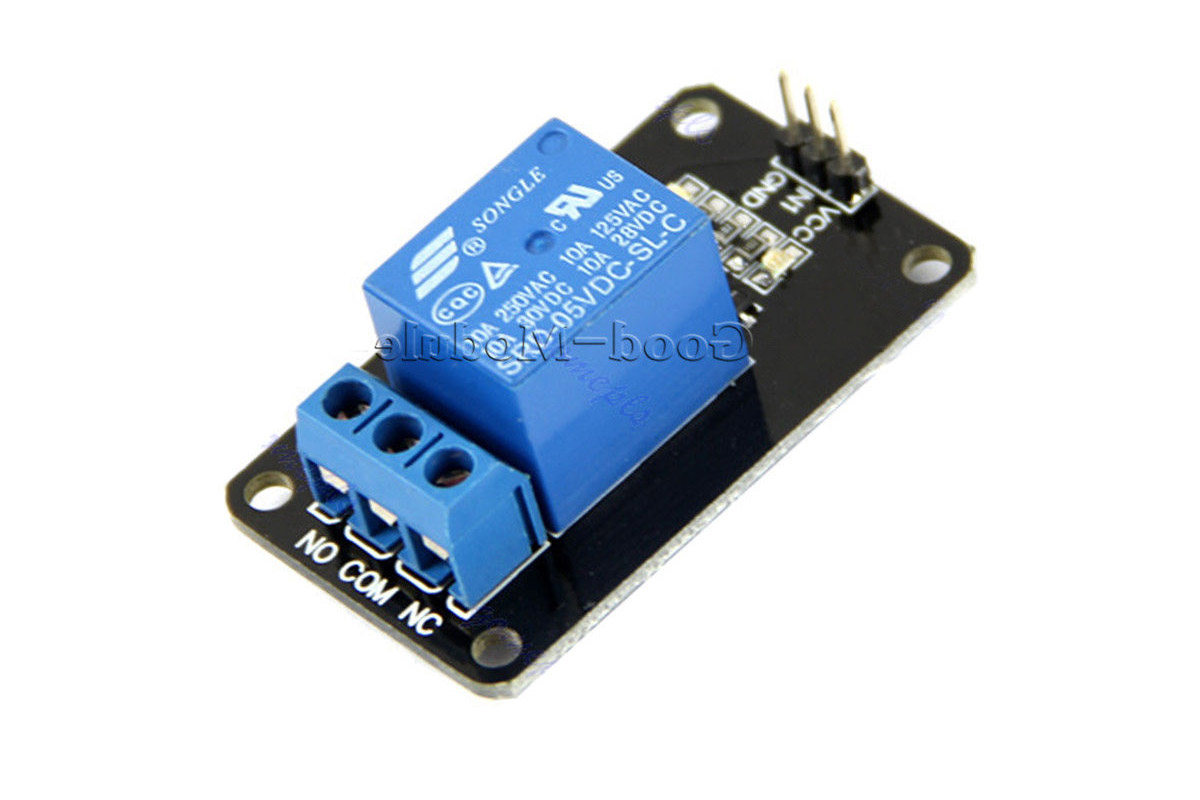 GND
IN1
VCC
SONGLE
®
C US
CQC
10A 250VAC 10A 125VAC
10A 30VDC 10A 28VDC
SRD-05VDC-SL-C
Good-Module
NO COM NC